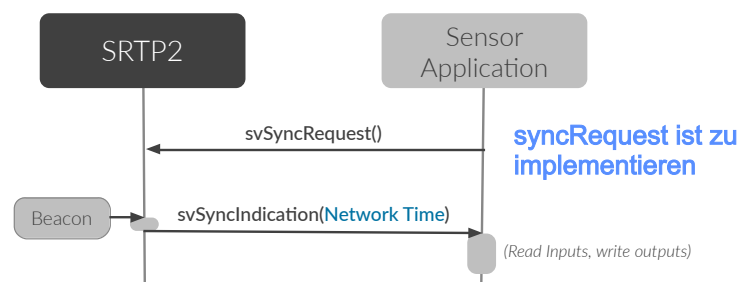 SRTP2
Sensor
Application
svSyncRequest()
syncRequest ist zu
implementieren
Beacon
svSyncIndication(Network Time)
(Read Inputs, write outputs)